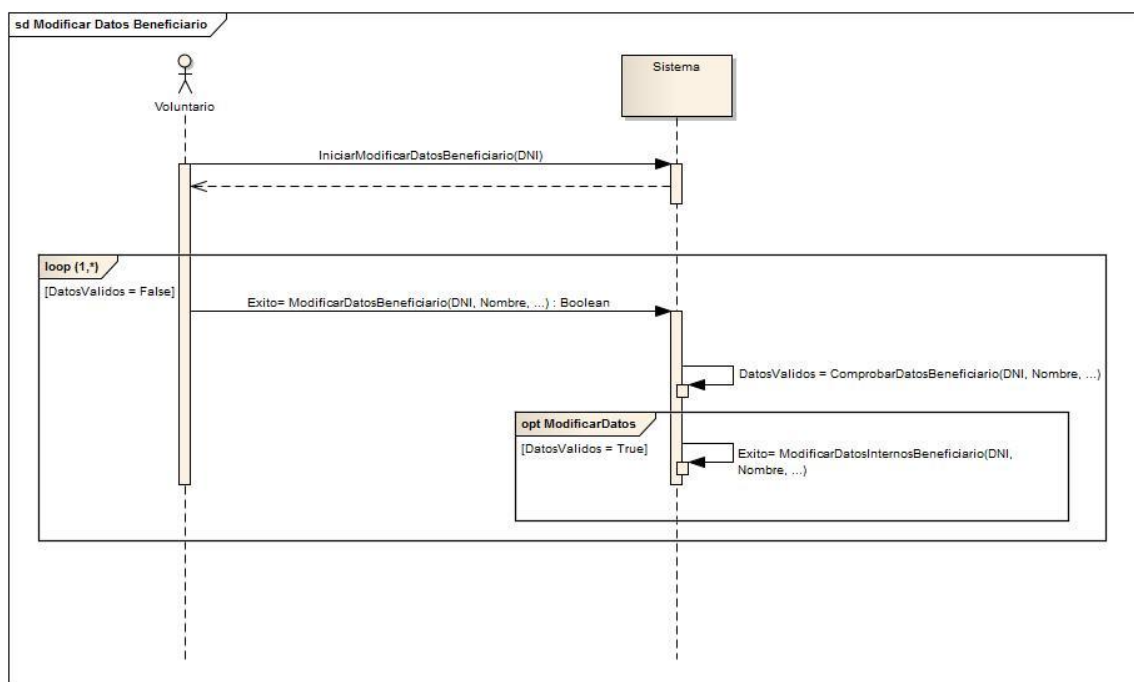 sd Modificar Datos Beneficiario
Voluntario
Sistema
IniciarModificarDatosBeneficiario(DNI)
loop (1,*)
[DatosValidos = False]
Exito= ModificarDatosBeneficiario(DNI, Nombre, ...) : Boolean
DatosValidos = ComprobarDatosBeneficiario(DNI, Nombre, ...)
opt ModificarDatos
[DatosValidos = True]
Exito= ModificarDatosInternosBeneficiario(DNI,
Nombre, ...)